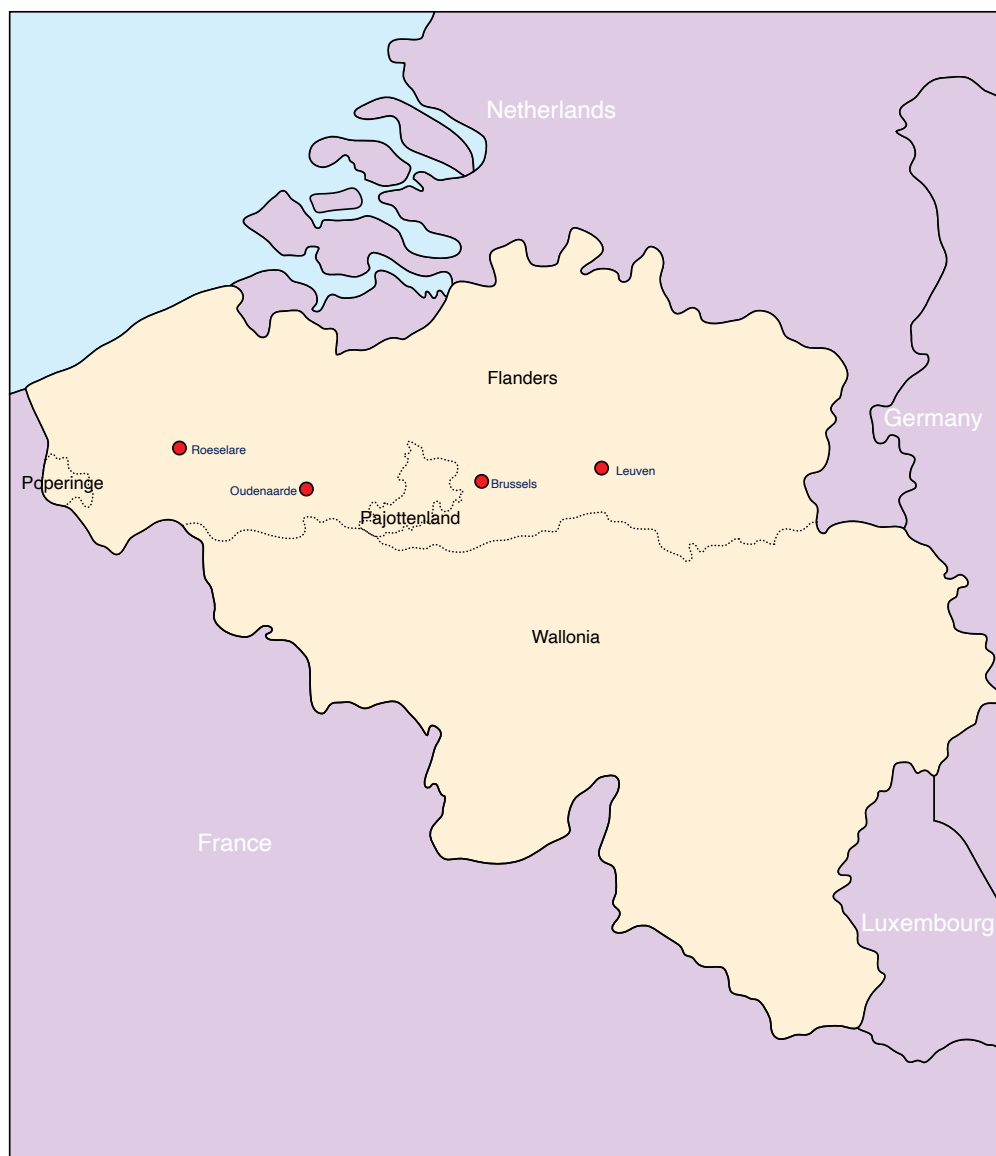 Netherlands
Flanders
Germany
Roeselare
Leuven
Poperinge
Oudenaarde
Brussels
Pajottenland
Wallonia
France
Luxembourg